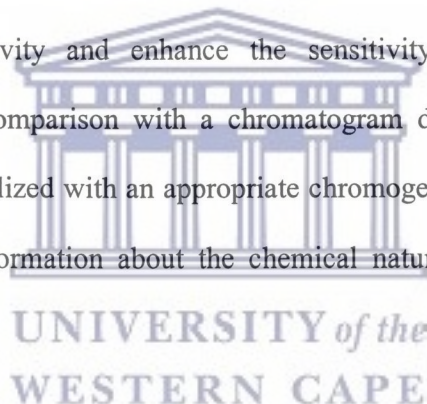 vity and enhance the sensitivity
omparison with a chromatogram d
lized with an appropriate chromoge
ormation about the chemical natur
UNIVERSITY of the
WESTERN CAPE